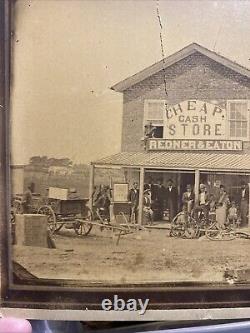 CHEAP.
CASH
STORE.
REDNER & EATON